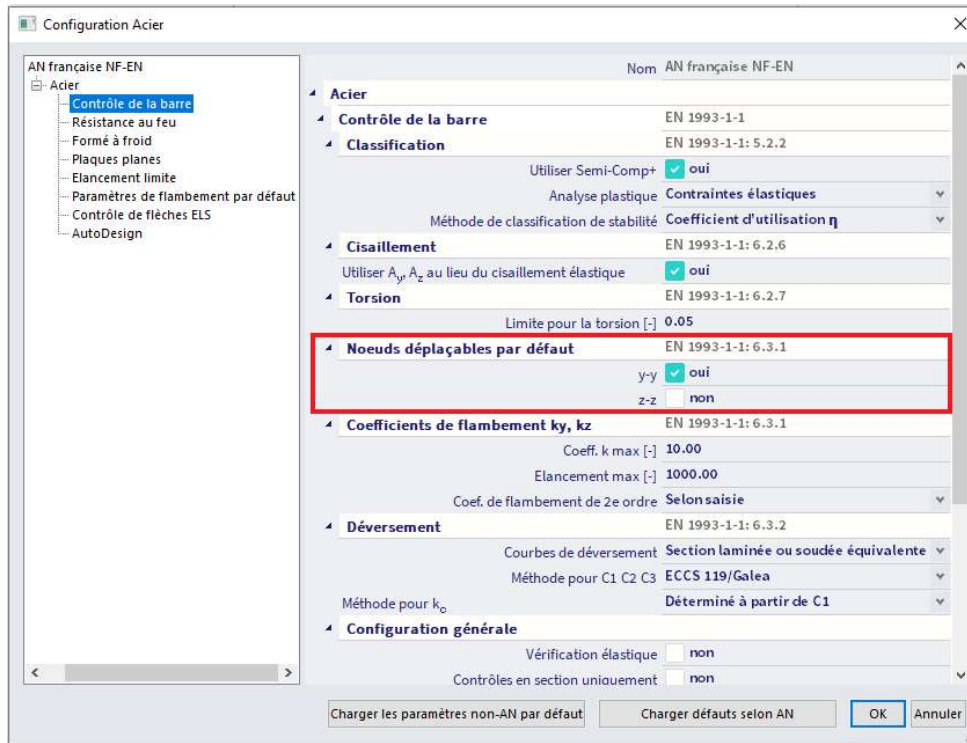 Configuration Acier
AN française NF-EN
Acier
Contrôle de la barre
Résistance au feu
Formé à froid
Plaques planes
Elancement limite
Paramètres de flambement par défaut
Contrôle de flèches ELS
AutoDesign
Nom AN française NF-EN
Acier
Contrôle de la barre EN 1993-1-1
Classification EN 1993-1-1: 5.2.2
Utiliser Semi-Comp+ oui
Analyse plastique Contraintes élastiques
Méthode de classification de stabilité Coefficient d'utilisation η
Cisaillement EN 1993-1-1: 6.2.6
Utiliser Ay, Az au lieu du cisaillement élastique oui
Torsion EN 1993-1-1: 6.2.7
Limite pour la torsion [-] 0.05
Noeuds déplaçables par défaut EN 1993-1-1: 6.3.1
y-y oui
z-z non
Coefficients de flambement ky, kz EN 1993-1-1: 6.3.1
Coeff. k max [-] 10.00
Elancement max [-] 1000.00
Coef. de flambement de 2e ordre Selon saisie
Déversement EN 1993-1-1: 6.3.2
Courbes de déversement Section laminée ou soudée équivalente
Méthode pour C1 C2 C3 ECCS 119/Galea
Méthode pour kc Déterminé à partir de C1
Configuration générale
Vérification élastique non
Contrôles en section uniquement non
Charger les paramètres non-AN par défaut Charger défauts selon AN OK Annuler